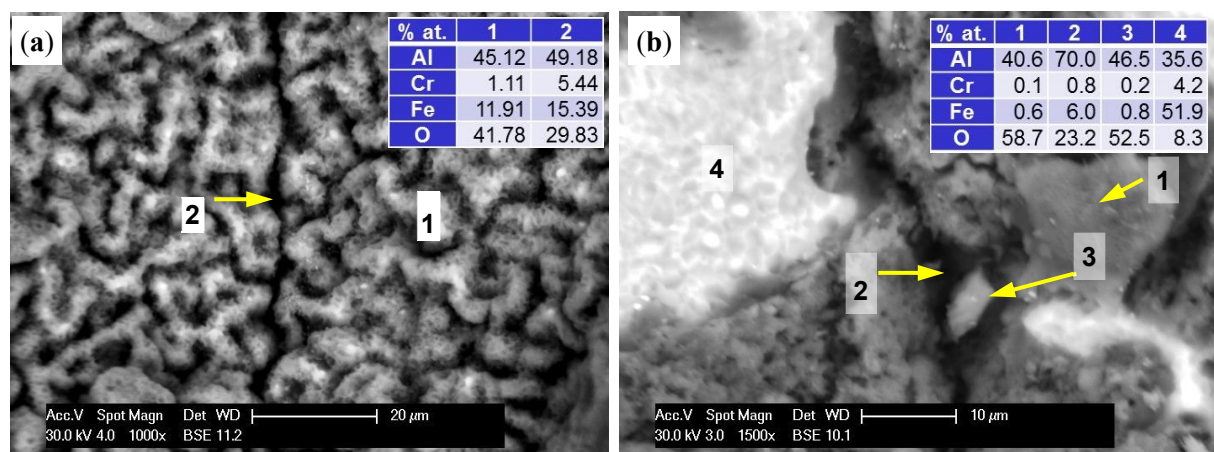 (a)
% at. 1 2
Al 45.12 49.18
Cr 1.11 5.44
Fe 11.91 15.39
O 41.78 29.83
2
1
Acc.V Spot Magn Det WD 20 μm
30.0 kV 4.0 1000x BSE 11.2
(b)
% at. 1 2 3 4
Al 40.6 70.0 46.5 35.6
Cr 0.1 0.8 0.2 4.2
Fe 0.6 6.0 0.8 51.9
O 58.7 23.2 52.5 8.3
4
1
3
2
Acc.V Spot Magn Det WD 10 μm
30.0 kV 3.0 1500x BSE 10.1